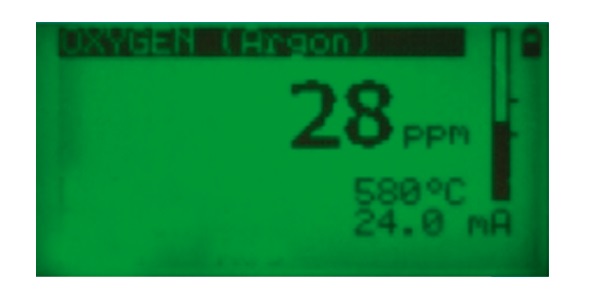 OXYGEN (Argon)
28 ppm
580°C
24.0 mA